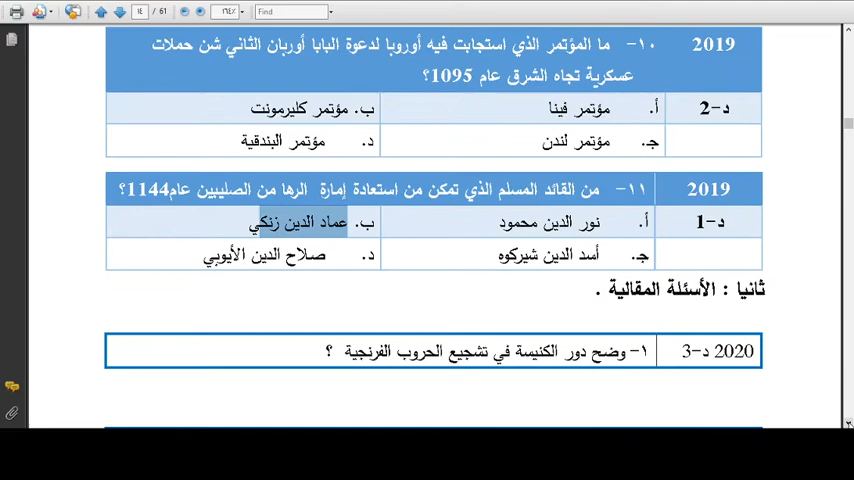 ١٤ / 61 ١٦٤% Find
2019 ١٠- ما المؤتمر الذي استجابت فيه أوروبا لدعوة البابا أوربان الثاني شن حملات
عسكرية تجاه الشرق عام 1095؟
د-2 أ. مؤتمر فينا ب. مؤتمر كليرمونت
ج. مؤتمر لندن د. مؤتمر البندقية
2019 ١١- من القائد المسلم الذي تمكن من استعادة إمارة الرها من الصليبيين عام1144؟
د-1 أ. نور الدين محمود ب. عماد الدين زنكي
ج. أسد الدين شيركوه د. صلاح الدين الأيوبي
ثانيا : الأسئلة المقالية .
2020 د-3 ١- وضح دور الكنيسة في تشجيع الحروب الفرنجية ؟